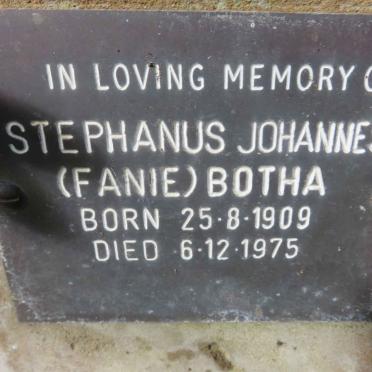 IN LOVING MEMORY O
STEPHANUS JOHANNES
(FANIE) BOTHA
BORN 25·8·1909
DIED 6·12·1975